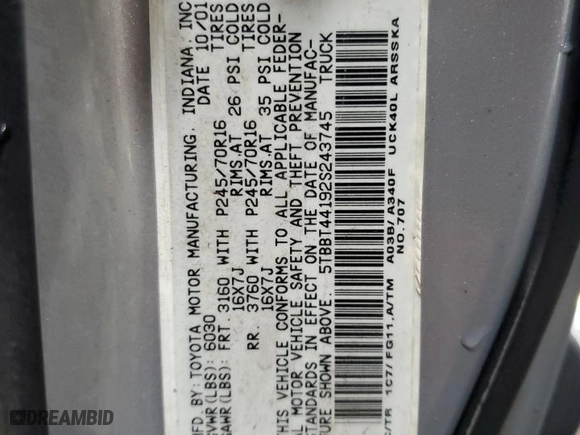 MFD. BY: TOYOTA MOTOR MANUFACTURING, INDIANA, INC
GVWR(LBS): 6030 DATE 10/01
GAWR(LBS): FRT. 3160 WITH P245/70R16 TIRES
16X7J RIMS, AT 26 PSI COLD
RR. 3760 WITH P245/70R16 TIRES
16X7J RIMS, AT 35 PSI COLD
THIS VEHICLE CONFORMS TO ALL APPLICABLE FEDER-
AL MOTOR VEHICLE SAFETY AND THEFT PREVENTION
STANDARDS IN EFFECT ON THE DATE OF MANUFAC-
TURE SHOWN ABOVE. 5TBBT44192S243745 TRUCK
C/TR 1C7/FG11, A/TM A03B/A340F UCK40L ARSSKA
NO. 707
DREAMBID